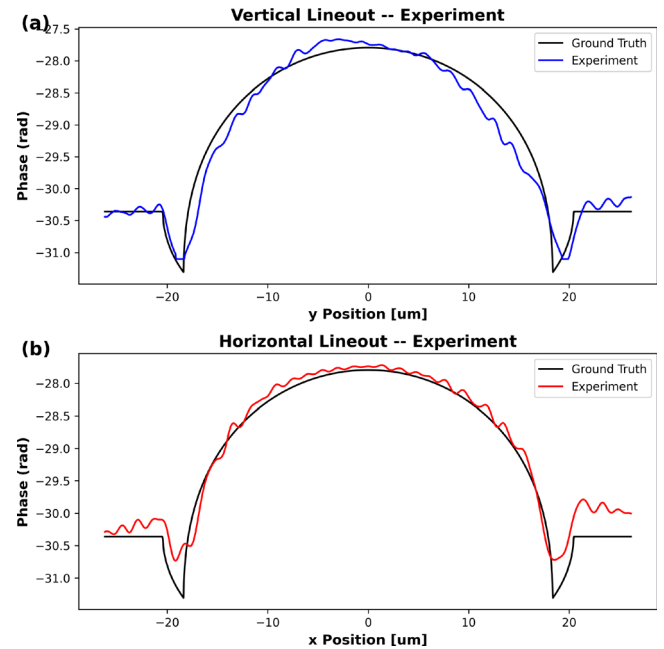 (a)
Vertical Lineout -- Experiment
−27.5
−28.0
−28.5
−29.0
−29.5
−30.0
−30.5
−31.0
Phase (rad)
Ground Truth
Experiment
−20
−10
0
10
20
y Position [um]
(b)
Horizontal Lineout -- Experiment
−28.0
−28.5
−29.0
−29.5
−30.0
−30.5
−31.0
Phase (rad)
Ground Truth
Experiment
−20
−10
0
10
20
x Position [um]